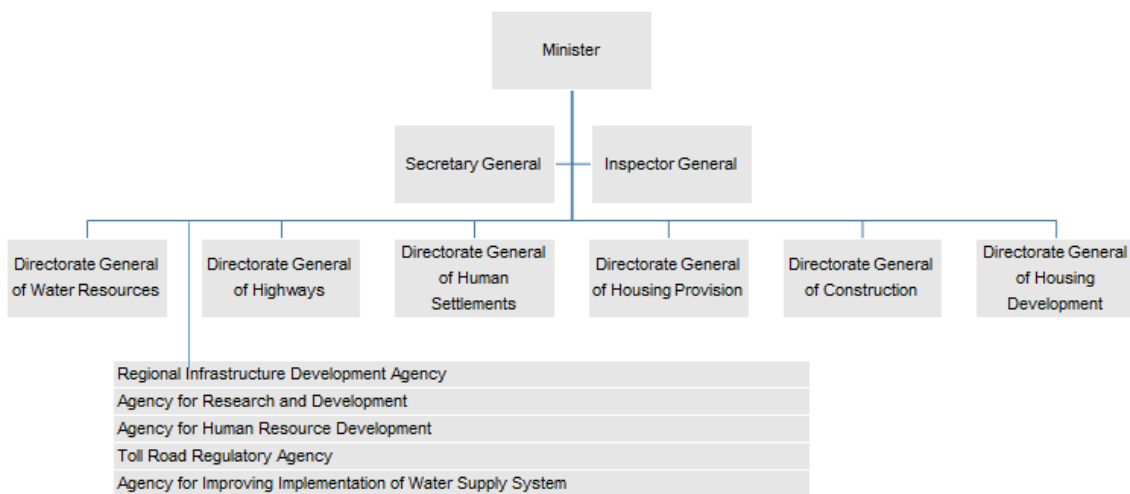 Minister
Secretary General
Inspector General
Directorate General
of Water Resources
Directorate General
of Highways
Directorate General
of Human
Settlements
Directorate General
of Housing Provision
Directorate General
of Construction
Directorate General
of Housing
Development
Regional Infrastructure Development Agency
Agency for Research and Development
Agency for Human Resource Development
Toll Road Regulatory Agency
Agency for Improving Implementation of Water Supply System